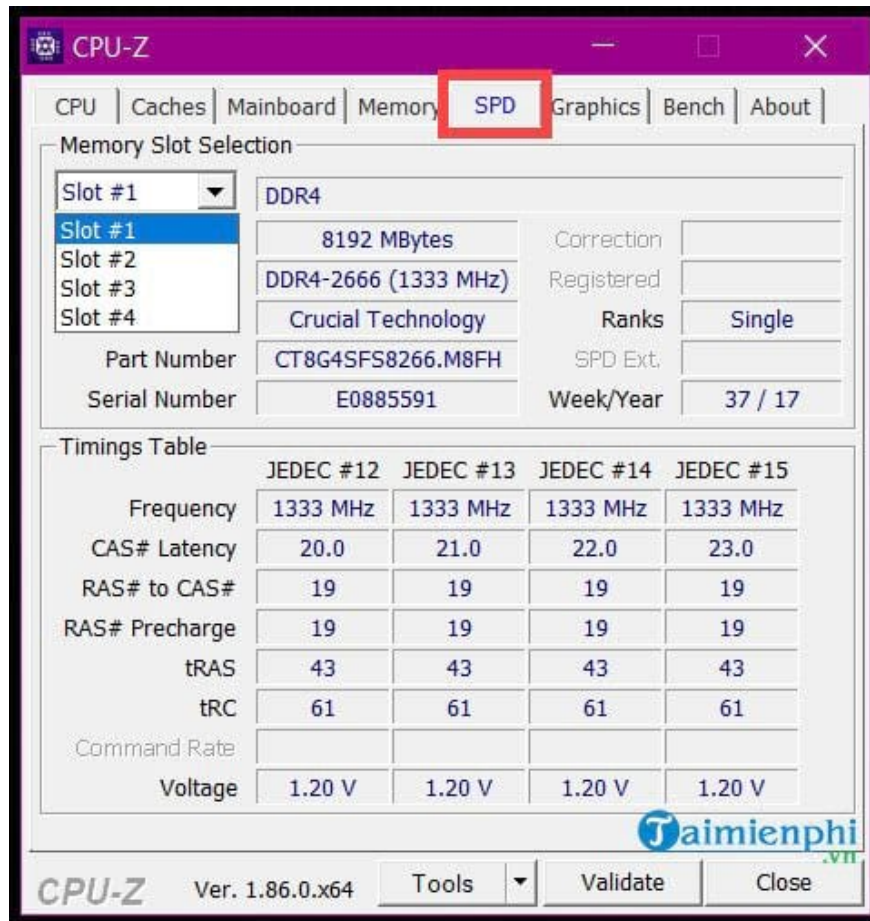 CPU-Z
CPU Caches Mainboard Memory SPD Graphics Bench About
Memory Slot Selection
Slot #1 DDR4
Slot #1 8192 MBytes Correction
Slot #2
DDR4-2666 (1333 MHz) Registered
Slot #3
Slot #4 Crucial Technology Ranks Single
Part Number CT8G4SFS8266.M8FH SPD Ext.
Serial Number E0885591 Week/Year 37 / 17
Timings Table
JEDEC #12 JEDEC #13 JEDEC #14 JEDEC #15
Frequency 1333 MHz 1333 MHz 1333 MHz 1333 MHz
CAS# Latency 20.0 21.0 22.0 23.0
RAS# to CAS# 19 19 19 19
RAS# Precharge 19 19 19 19
tRAS 43 43 43 43
tRC 61 61 61 61
Command Rate
Voltage 1.20 V 1.20 V 1.20 V 1.20 V
Taimienphi
.vn
CPU-Z Ver. 1.86.0.x64 Tools Validate Close